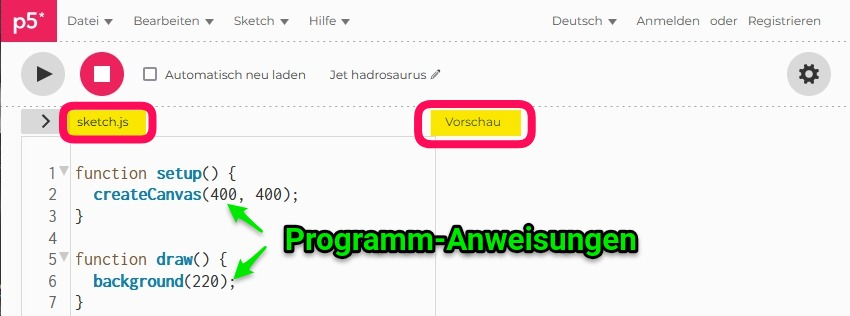 p5* Datei Bearbeiten Sketch Hilfe Deutsch Anmelden oder Registrieren
Automatisch neu laden Jet hadrosaurus
sketch.js Vorschau
1 function setup() {
2 createCanvas(400, 400);
3 }
4
Programm-Anweisungen
5 function draw() {
6 background(220);
7 }